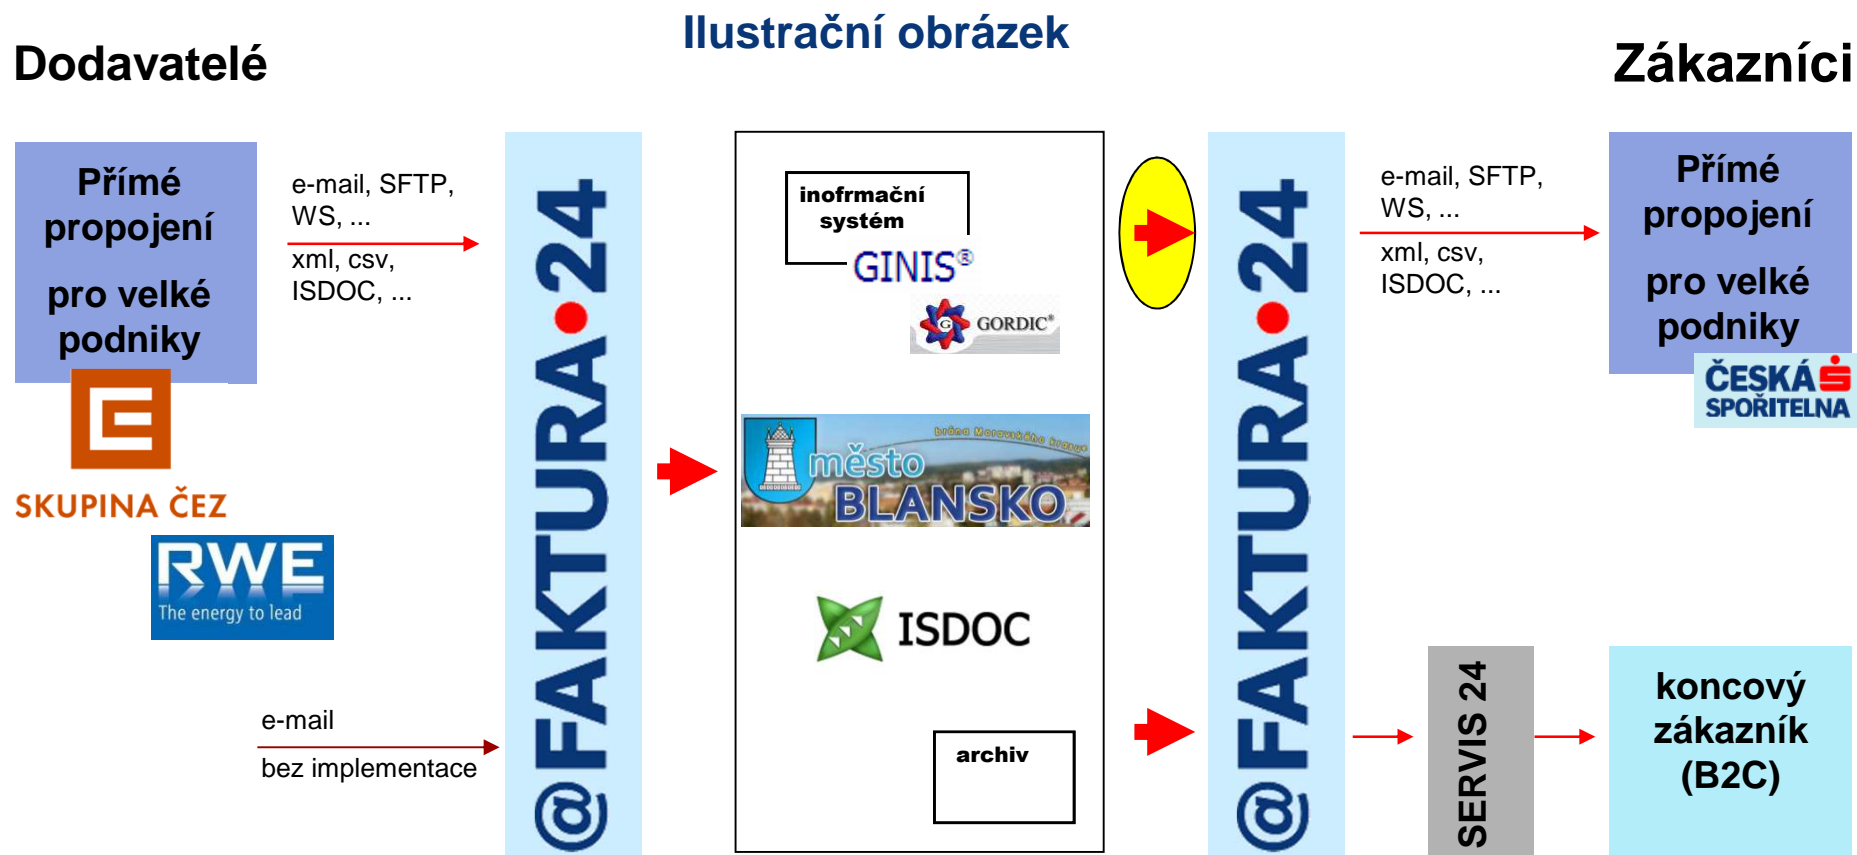 Ilustrační obrázek
Dodavatelé
Zákazníci
Přímé
propojení
pro velké
podniky
SKUPINA ČEZ
RWE
The energy to lead
e-mail, SFTP,
WS, ...
xml, csv,
ISDOC, ...
e-mail
bez implementace
@FAKTURA•24
inofrmační
systém
GINIS®
G GORDIC®
brána Moravského krasu
město
BLANSKO
ISDOC
archiv
@FAKTURA•24
e-mail, SFTP,
WS, ...
xml, csv,
ISDOC, ...
Přímé
propojení
pro velké
podniky
ČESKÁ
SPOŘITELNA
SERVIS 24
koncový
zákazník
(B2C)